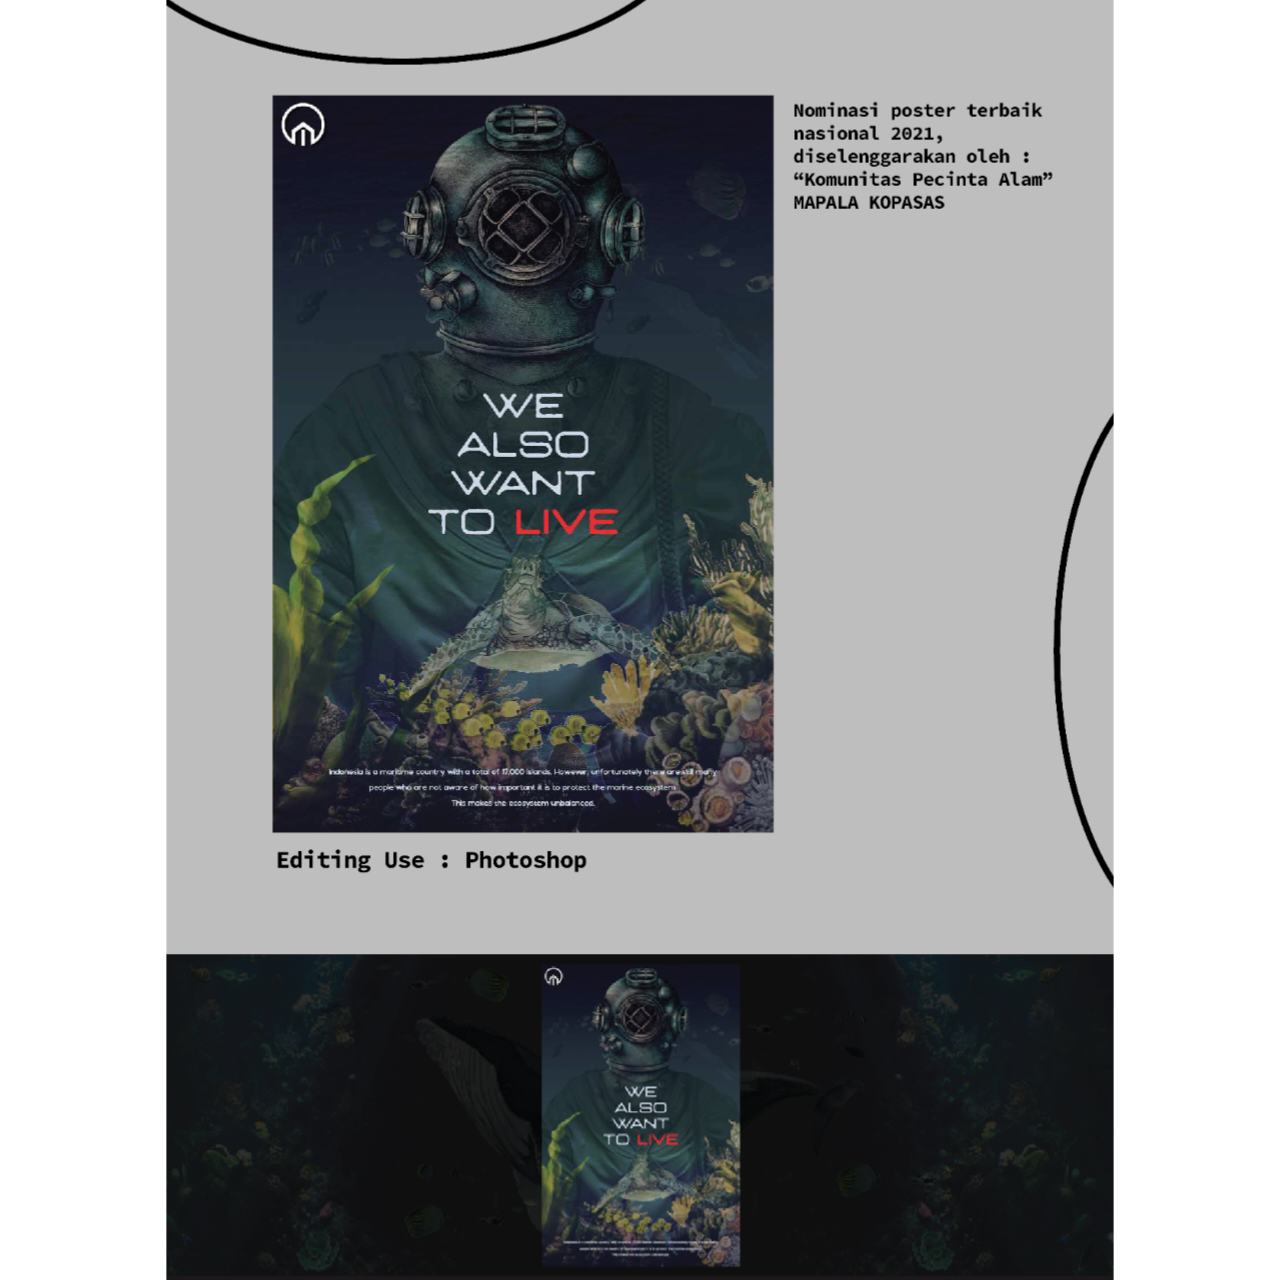 Nominasi poster terbaik
nasional 2021,
diselenggarakan oleh :
“Komunitas Pecinta Alam”
MAPALA KOPASAS
WE
ALSO
WANT
TO LIVE
Indonesia is a maritime country with a total of 17,000 islands. However, unfortunately there are still many
people who are not aware of how important it is to protect the marine ecosystem
This makes the ecosystem unbalanced.
Editing Use : Photoshop
WE
ALSO
WANT
TO LIVE